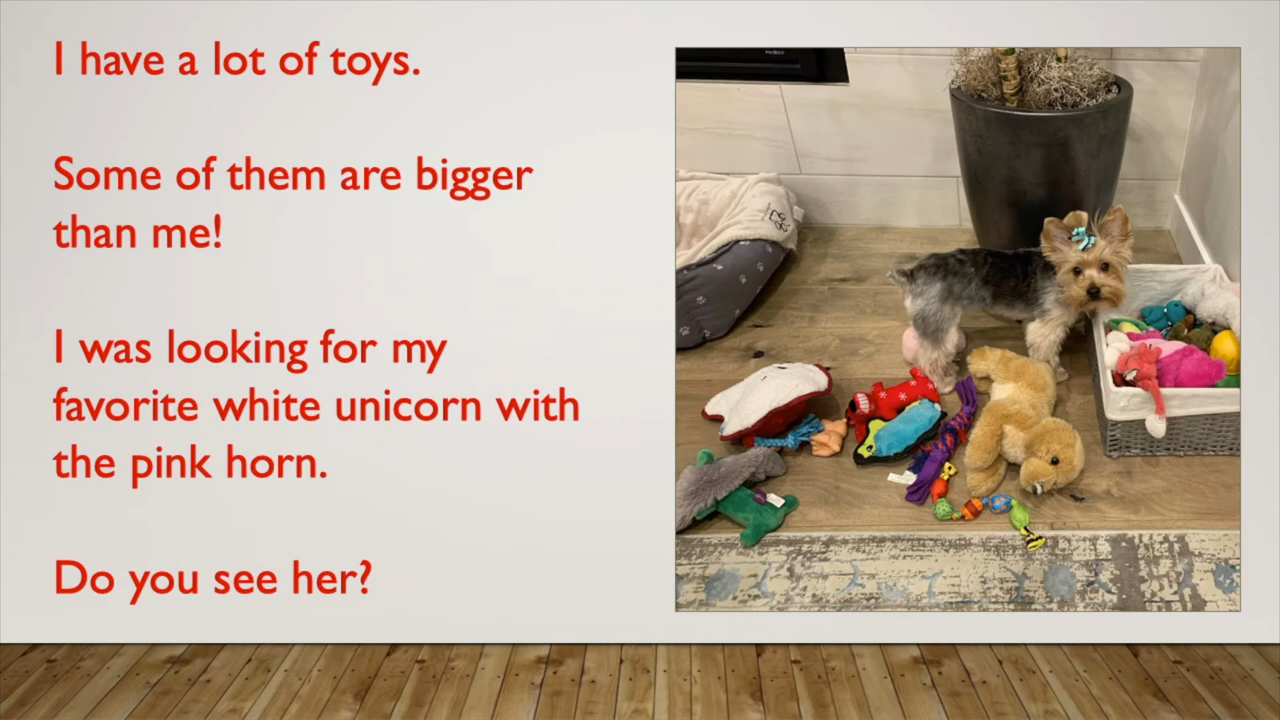 I have a lot of toys.
Some of them are bigger
than me!
I was looking for my
favorite white unicorn with
the pink horn.
Do you see her?